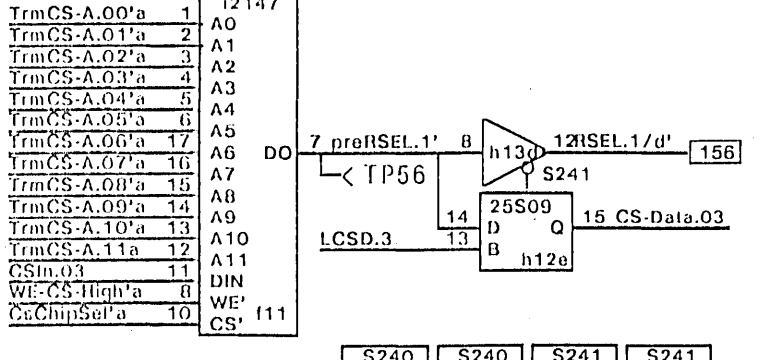 I2147
TrmCS-A.00'a 1 A0
TrmCS-A.01'a 2 A1
TrmCS-A.02'a 3 A2
TrmCS-A.03'a 4 A3
TrmCS-A.04'a 5 A4
TrmCS-A.05'a 6 A5
TrmCS-A.06'a 17 A6 DO 7 preRSEL.1' 8 h13d 12 RSEL.1/d' 156
TrmCS-A.07'a 16 A7 < TP56 S241
TrmCS-A.08'a 15 A8
TrmCS-A.09'a 14 A9 25S09
TrmCS-A.10'a 13 A10 14 D Q 15 CS-Data.03
TrmCS-A.11a 12 A11 LCSD.3 13 B
CSIn.03 11 DIN h12e
WE-CS-High'a 8 WE'
CsChipSel'a 10 CS' f11
S240 S240 S241 S241